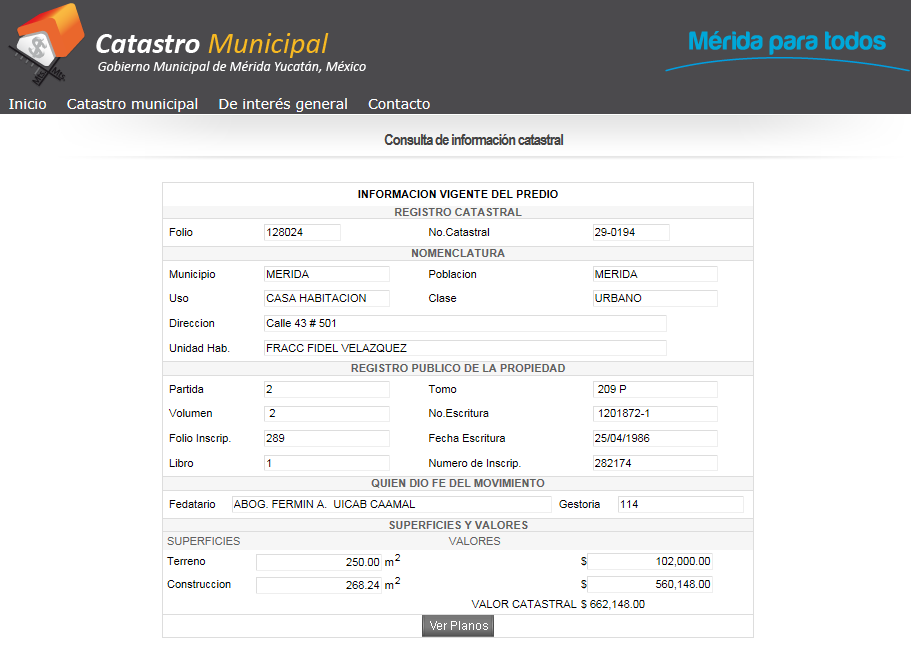 Catastro Municipal
Gobierno Municipal de Mérida Yucatán, México
Mérida para todos
Inicio Catastro municipal De interés general Contacto
Consulta de información catastral
INFORMACION VIGENTE DEL PREDIO
REGISTRO CATASTRAL
Folio 128024 No.Catastral 29-0194
NOMENCLATURA
Municipio MERIDA Poblacion MERIDA
Uso CASA HABITACION Clase URBANO
Direccion Calle 43 # 501
Unidad Hab. FRACC FIDEL VELAZQUEZ
REGISTRO PUBLICO DE LA PROPIEDAD
Partida 2 Tomo 209 P
Volumen 2 No.Escritura 1201872-1
Folio Inscrip. 289 Fecha Escritura 25/04/1986
Libro 1 Numero de Inscrip. 282174
QUIEN DIO FE DEL MOVIMIENTO
Fedatario ABOG. FERMIN A. UICAB CAAMAL Gestoria 114
SUPERFICIES Y VALORES
SUPERFICIES VALORES
Terreno 250.00 m2 $ 102,000.00
Construccion 268.24 m2 $ 560,148.00
VALOR CATASTRAL $ 662,148.00
Ver Planos